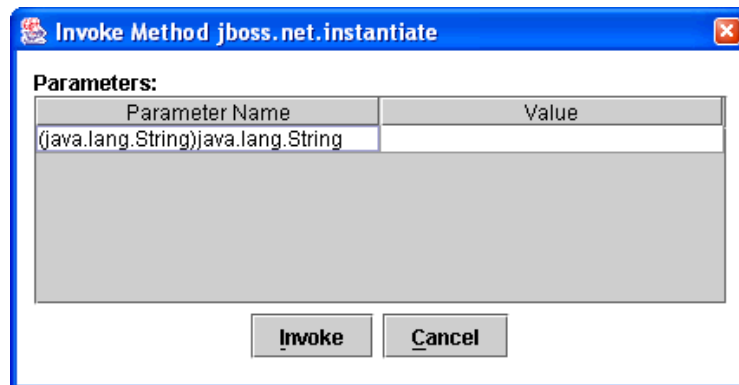 Invoke Method jboss.net.instantiate
Parameters:
Parameter Name Value
(java.lang.String)java.lang.String
Invoke Cancel